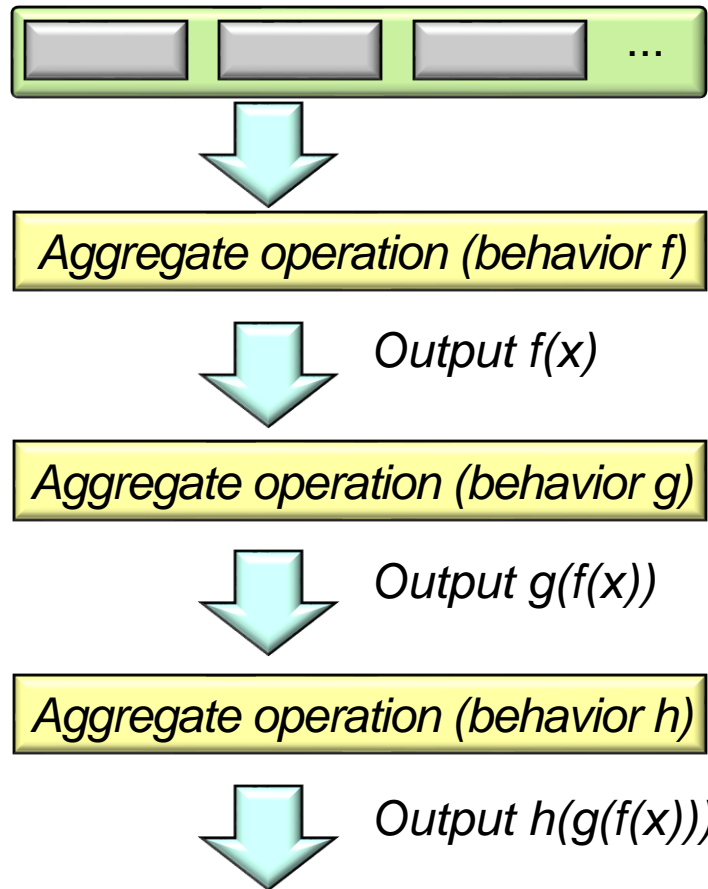 ...
Aggregate operation (behavior f)
Output f(x)
Aggregate operation (behavior g)
Output g(f(x))
Aggregate operation (behavior h)
Output h(g(f(x)))